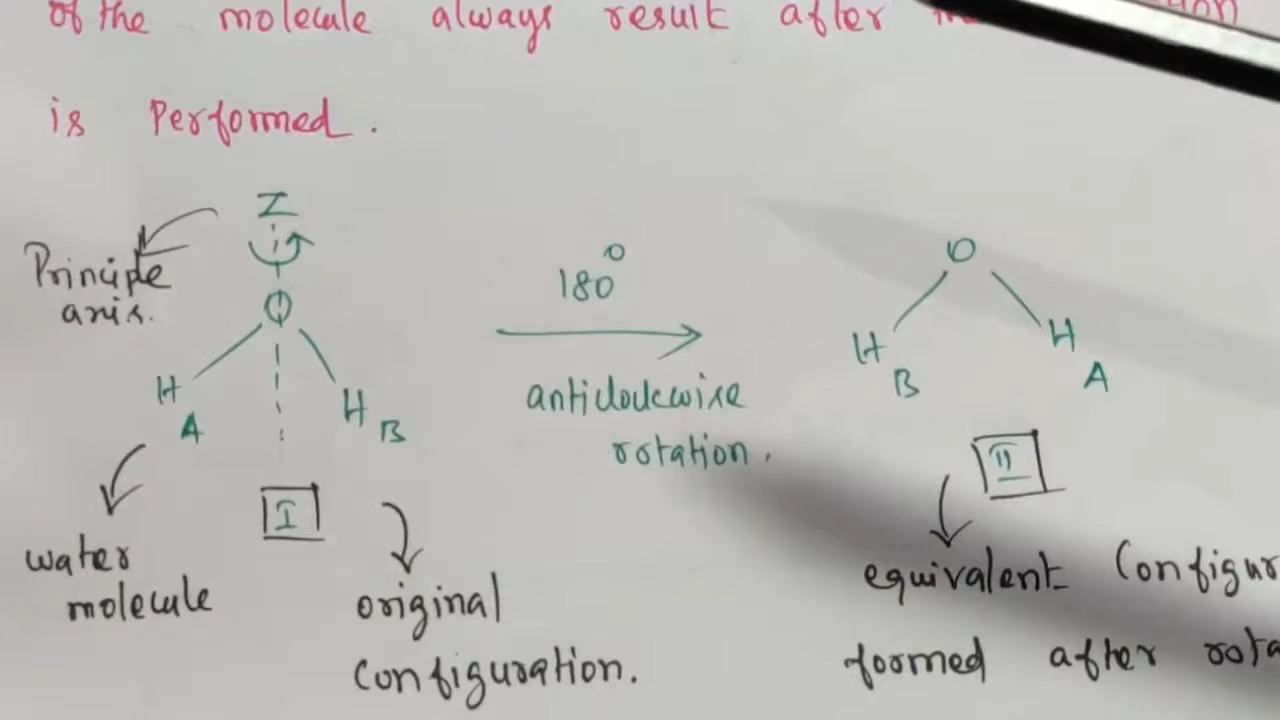 of the molecule always result after
is Performed.
Z
Principle
axis.
O
H
A
H
B
I
water
molecule
original
configuration.
180°
anticlockwise
rotation.
O
H
B
H
A
II
equivalent Configur
formed after rota